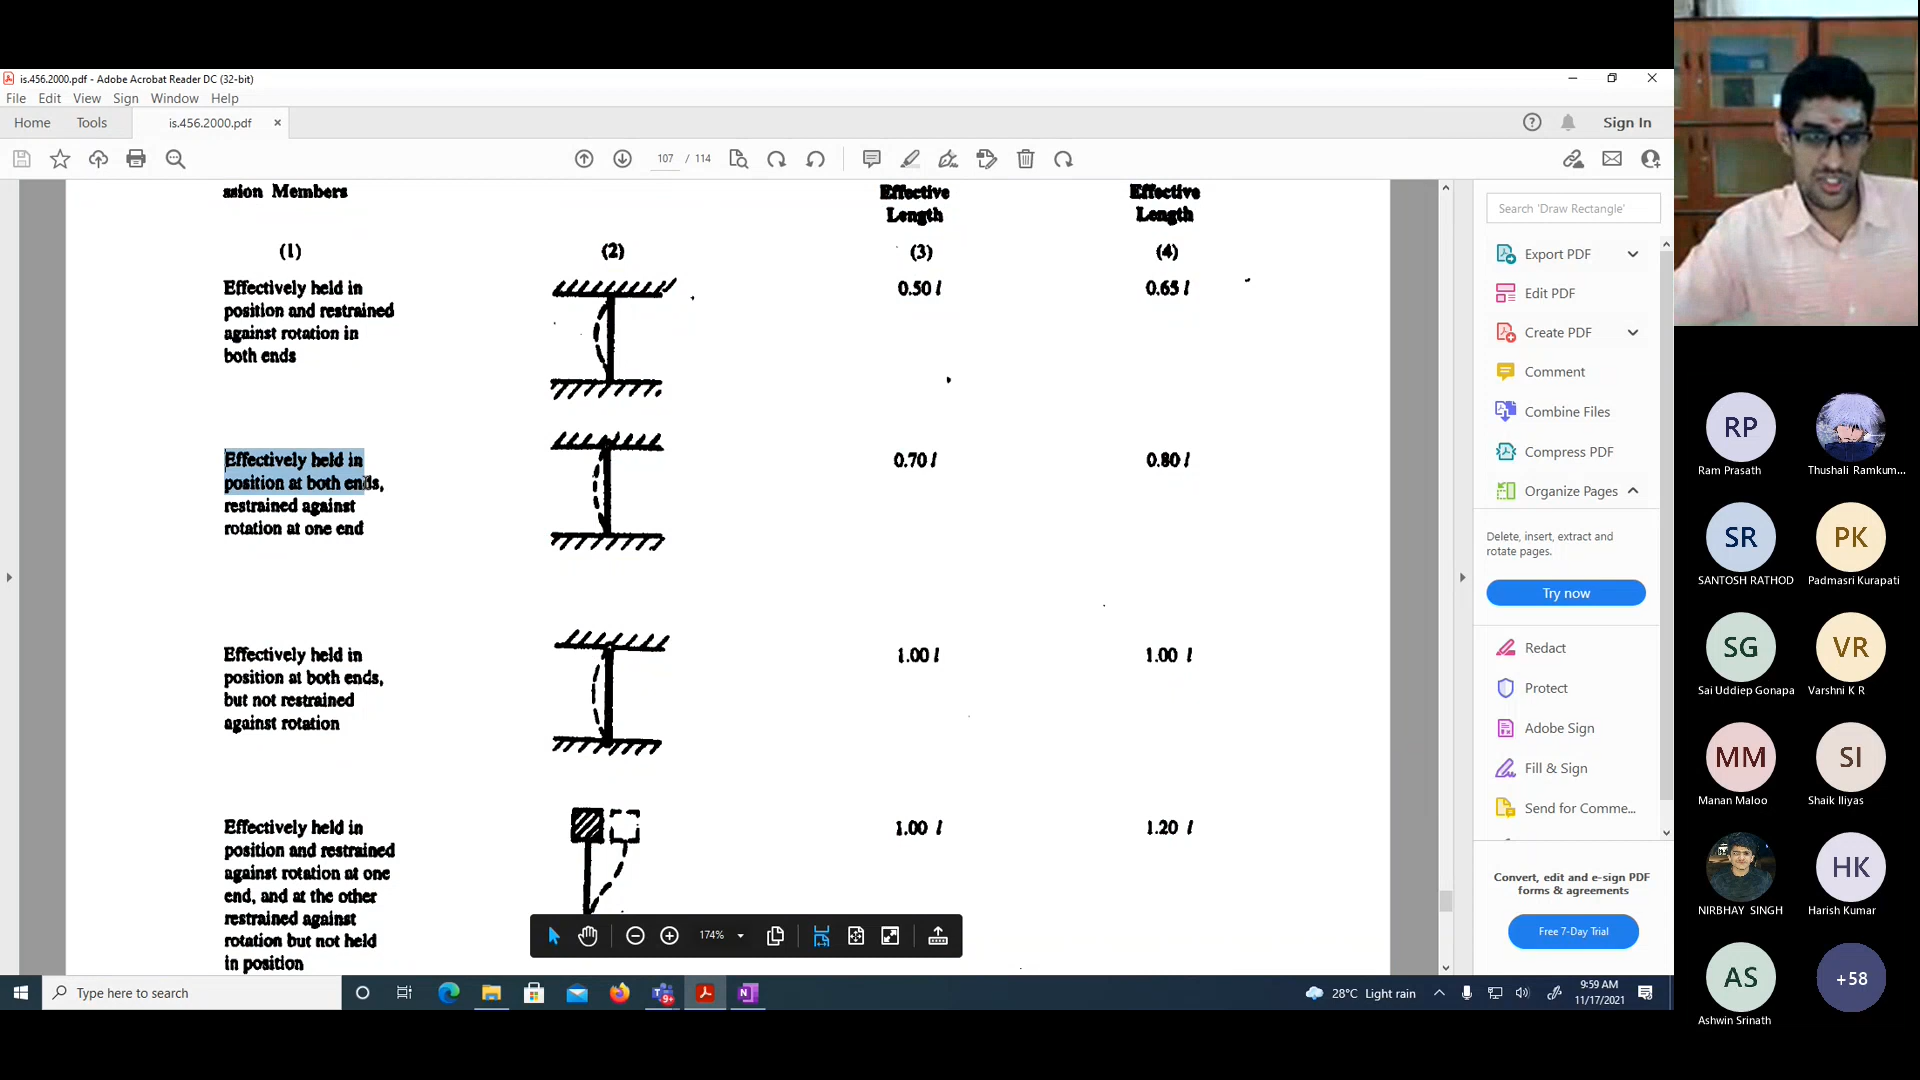 is.456.2000.pdf - Adobe Acrobat Reader DC (32-bit)
File Edit View Sign Window Help
Home Tools is.456.2000.pdf × Sign In
107 / 114
ssion Members
Effective Length
Effective Length
(1) (2) (3) (4)
Effectively held in
position and restrained
against rotation in
both ends
0.50 l 0.65 l
Effectively held in
position at both ends,
restrained against
rotation at one end
0.70 l 0.80 l
Effectively held in
position at both ends,
but not restrained
against rotation
1.00 l 1.00 l
Effectively held in
position and restrained
against rotation at one
end, and at the other
restrained against
rotation but not held
in position
1.00 l 1.20 l
174%
Search 'Draw Rectangle'
Export PDF
Edit PDF
Create PDF
Comment
Combine Files
Compress PDF
Organize Pages
Delete, insert, extract and
rotate pages.
Try now
Redact
Protect
Adobe Sign
Fill & Sign
Send for Comme...
Convert, edit and e-sign PDF
forms & agreements
Free 7-Day Trial
Type here to search
28°C Light rain
9:59 AM
11/17/2021
RP
Ram Prasath
Thushali Ramkum...
SR
SANTOSH RATHOD
PK
Padmasri Kurapati
SG
Sai Uddiep Gonapa
VR
Varshni K R
MM
Manan Maloo
SI
Shaik Iliyas
NIRBHAY SINGH
HK
Harish Kumar
AS
Ashwin Srinath
+58